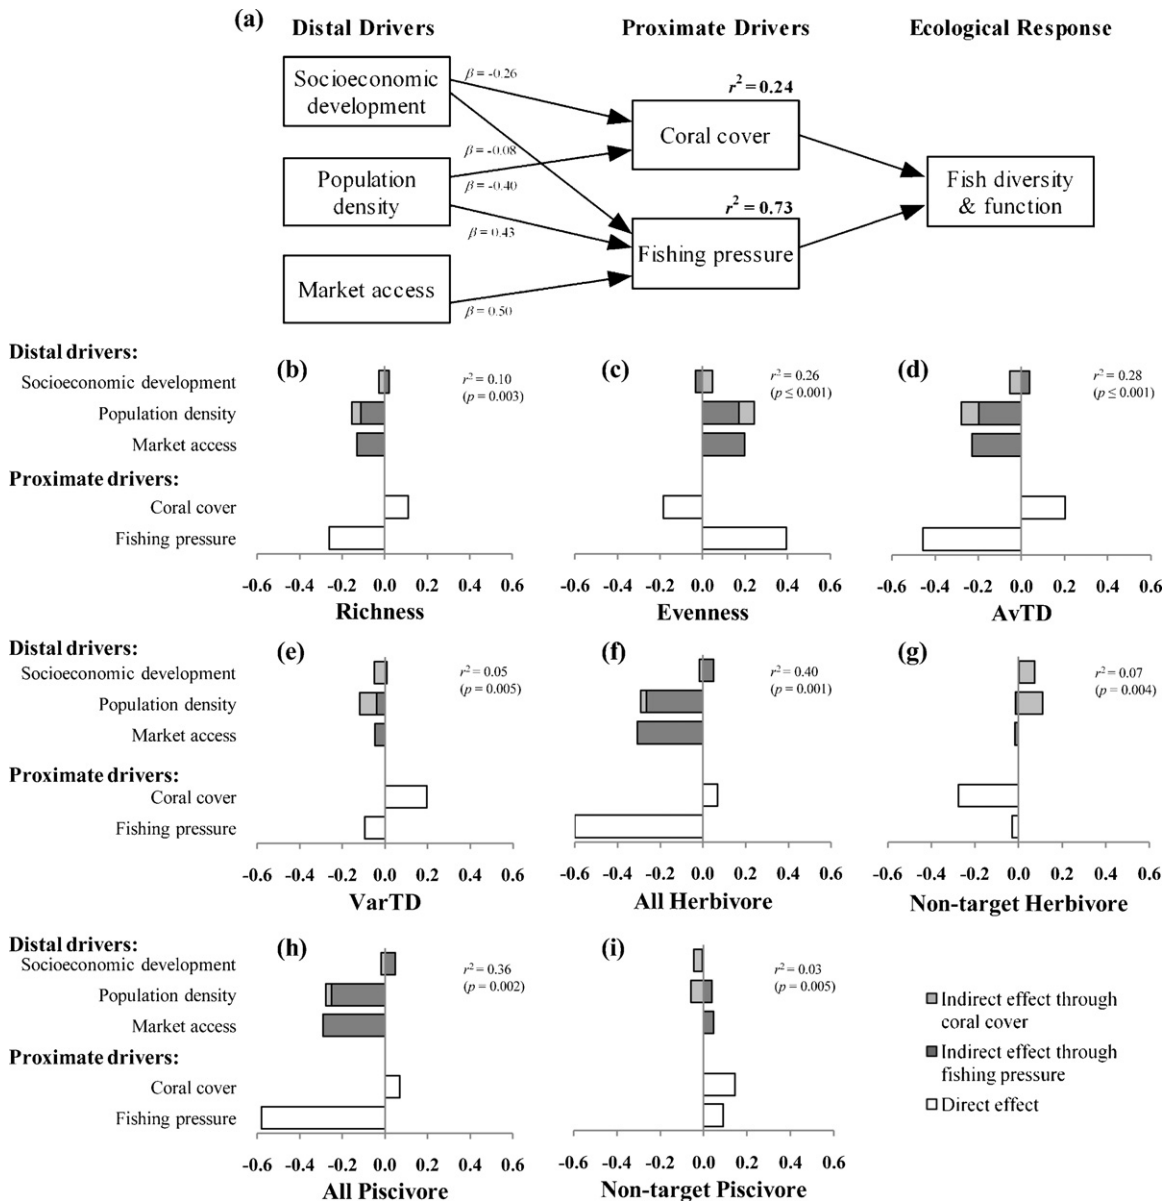 (a)
Distal Drivers
Proximate Drivers
Ecological Response
Socioeconomic
development
Population
density
Market access
β = -0.26
β = -0.08
β = -0.40
β = 0.43
β = 0.50
r² = 0.24
Coral cover
r² = 0.73
Fishing pressure
Fish diversity
& function
Distal drivers:
Socioeconomic development
Population density
Market access
Proximate drivers:
Coral cover
Fishing pressure
(b)
r² = 0.10
(p = 0.003)
-0.6 -0.4 -0.2 0.0 0.2 0.4 0.6
Richness
(c)
r² = 0.26
(p ≤ 0.001)
-0.6 -0.4 -0.2 0.0 0.2 0.4 0.6
Evenness
(d)
r² = 0.28
(p ≤ 0.001)
-0.6 -0.4 -0.2 0.0 0.2 0.4 0.6
AvTD
Distal drivers:
Socioeconomic development
Population density
Market access
Proximate drivers:
Coral cover
Fishing pressure
(e)
r² = 0.05
(p = 0.005)
-0.6 -0.4 -0.2 0.0 0.2 0.4 0.6
VarTD
(f)
r² = 0.40
(p = 0.001)
-0.6 -0.4 -0.2 0.0 0.2 0.4 0.6
All Herbivore
(g)
r² = 0.07
(p = 0.004)
-0.6 -0.4 -0.2 0.0 0.2 0.4 0.6
Non-target Herbivore
Distal drivers:
Socioeconomic development
Population density
Market access
Proximate drivers:
Coral cover
Fishing pressure
(h)
r² = 0.36
(p = 0.002)
-0.6 -0.4 -0.2 0.0 0.2 0.4 0.6
All Piscivore
(i)
r² = 0.03
(p = 0.005)
-0.6 -0.4 -0.2 0.0 0.2 0.4 0.6
Non-target Piscivore
Indirect effect through
coral cover
Indirect effect through
fishing pressure
Direct effect